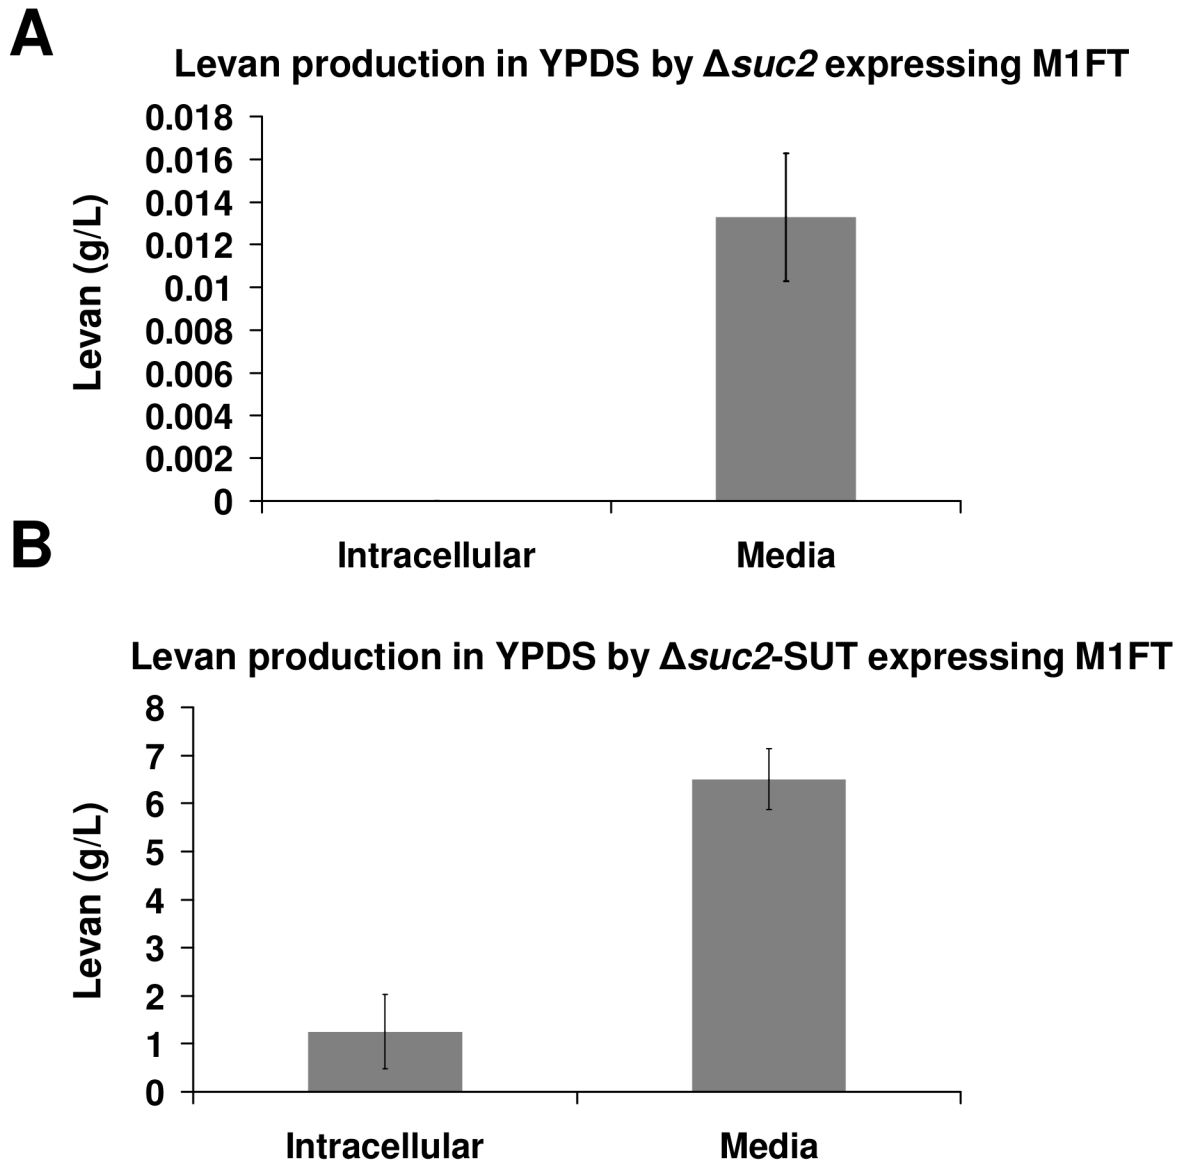 A
Levan production in YPDS by Δsuc2 expressing M1FT
0.018
0.016
0.014
0.012
0.01
0.008
0.006
0.004
0.002
0
Levan (g/L)
Intracellular Media
B
Levan production in YPDS by Δsuc2-SUT expressing M1FT
8
7
6
5
4
3
2
1
0
Levan (g/L)
Intracellular Media